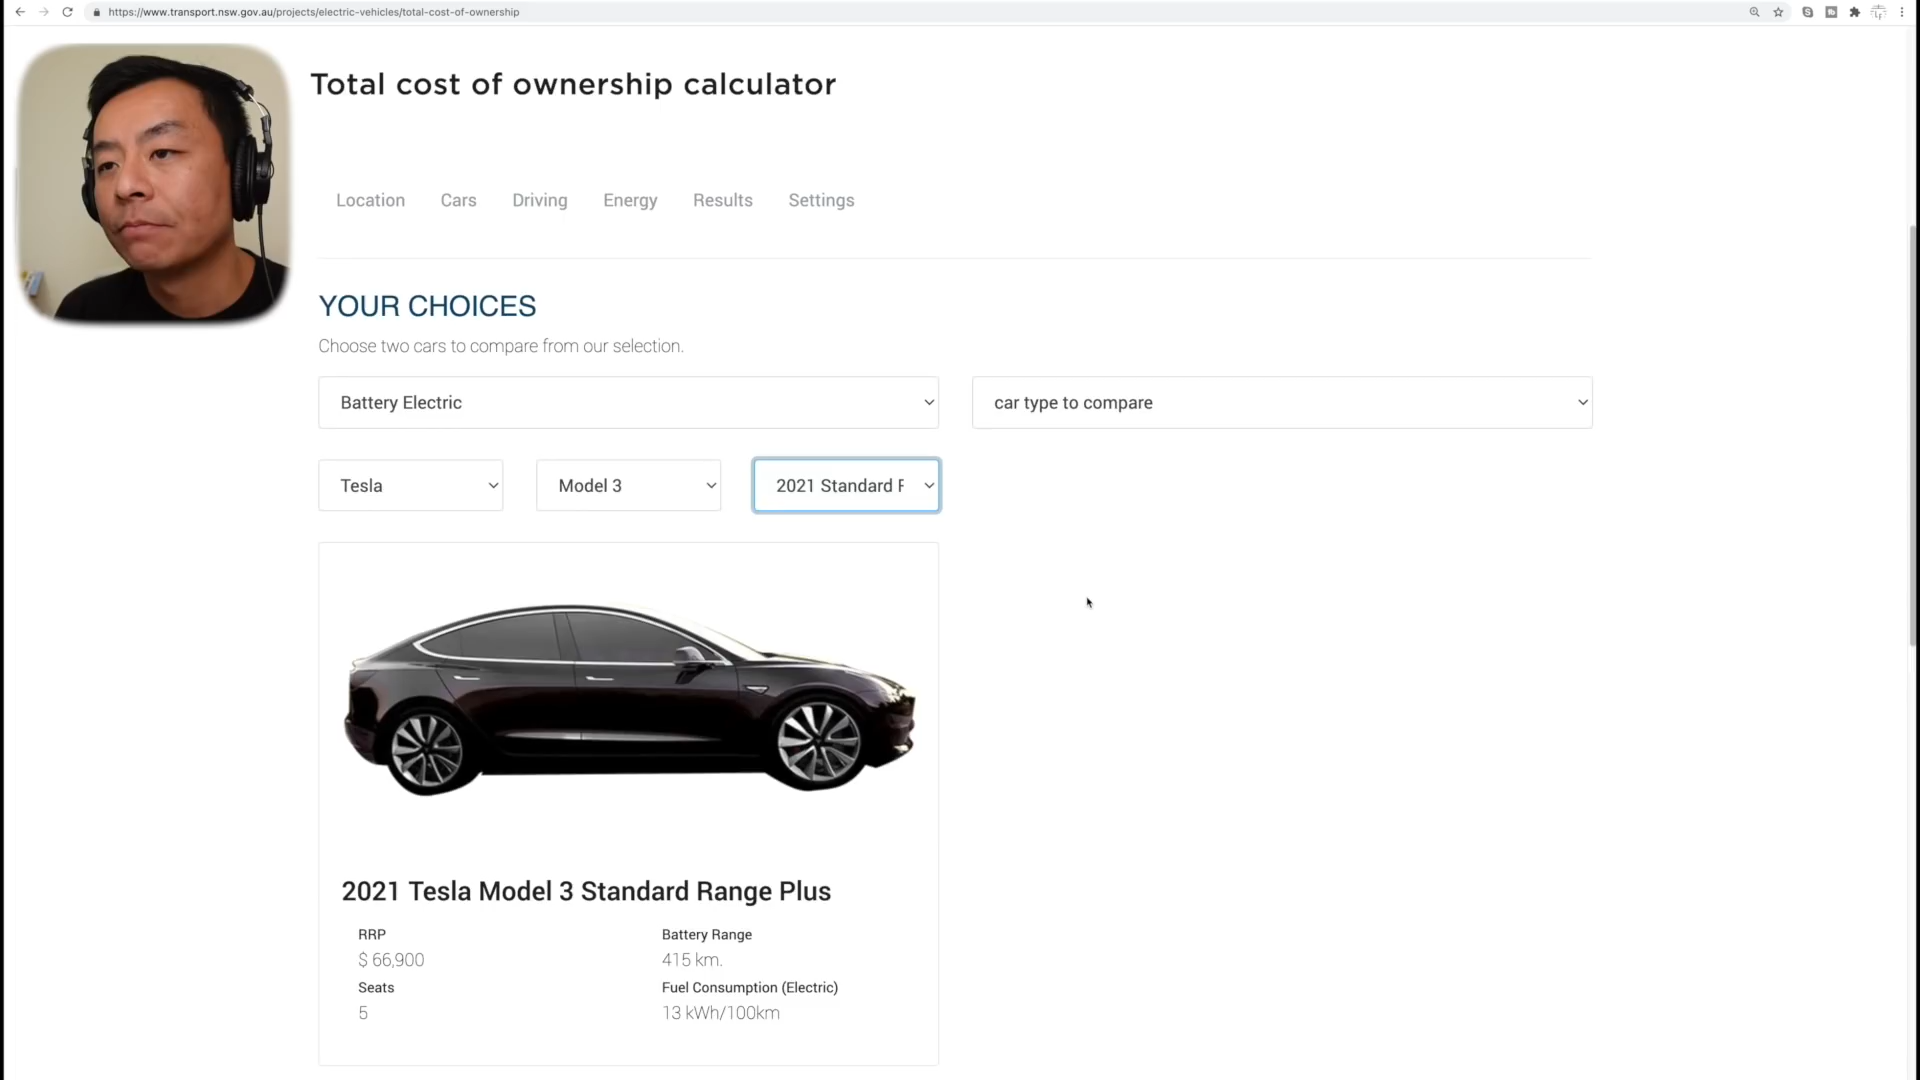 https://www.transport.nsw.gov.au/projects/electric-vehicles/total-cost-of-ownership
Total cost of ownership calculator
Location Cars Driving Energy Results Settings
YOUR CHOICES
Choose two cars to compare from our selection.
Battery Electric car type to compare
Tesla Model 3 2021 Standard
2021 Tesla Model 3 Standard Range Plus
RRP Battery Range
$ 66,900 415 km.
Seats Fuel Consumption (Electric)
5 13 kWh/100km